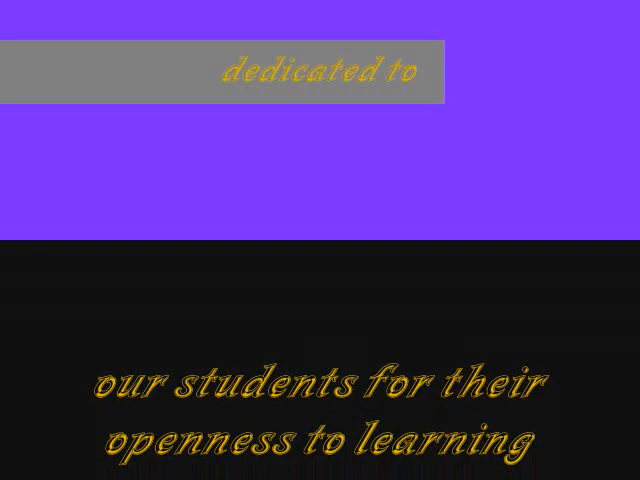 dedicated to
our students for their
openness to learning